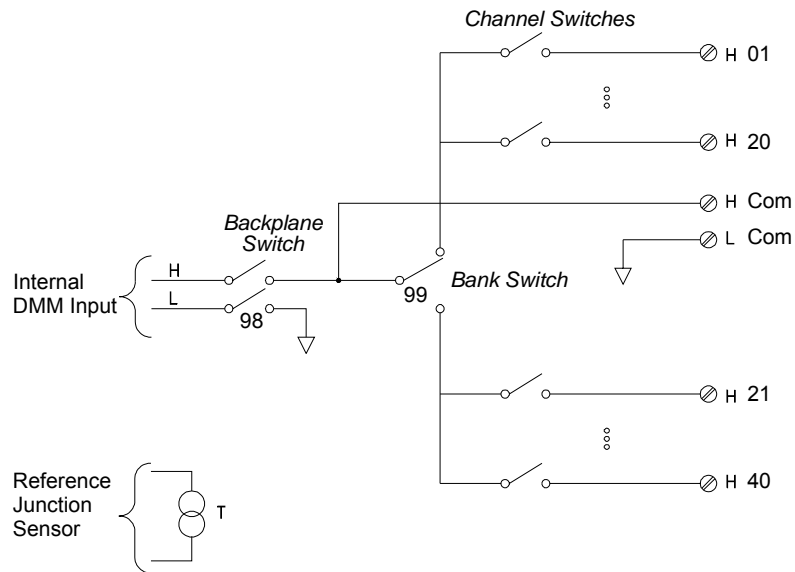 Channel Switches
H 01
H 20
H Com
L Com
Backplane
Switch
Internal
DMM Input
H
L
98
99
Bank Switch
H 21
H 40
Reference
Junction
Sensor
T